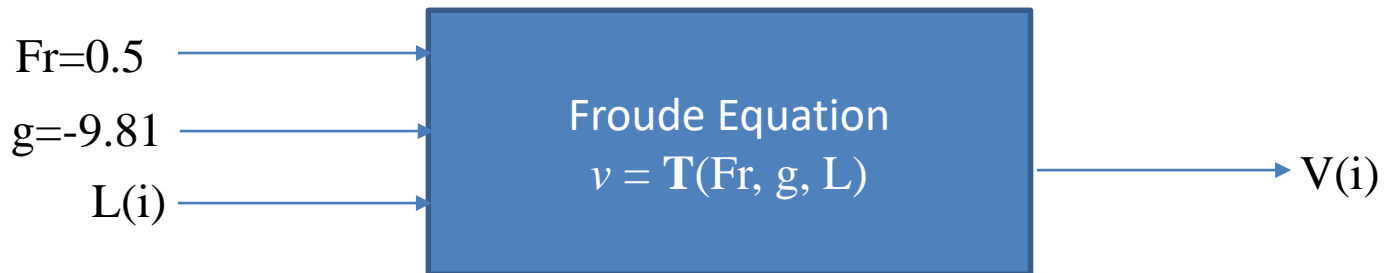 Fr=0.5
g=-9.81
L(i)
Froude Equation
v = T(Fr, g, L)
V(i)